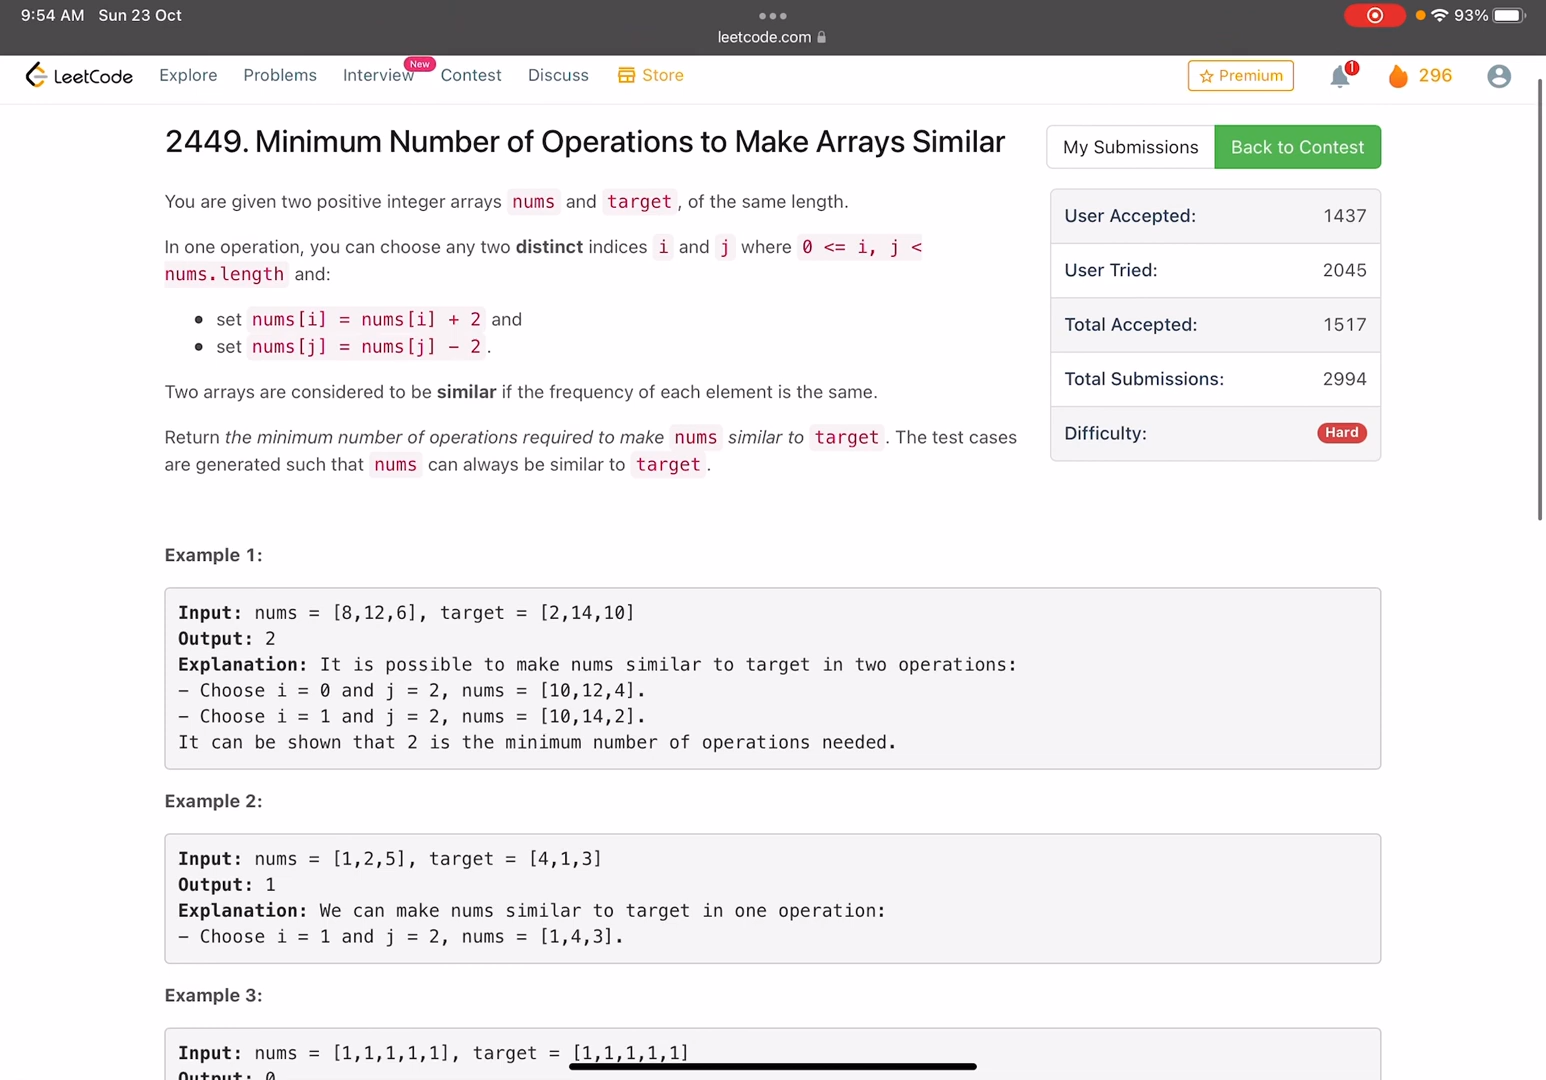 9:54 AM Sun 23 Oct
93%
leetcode.com
LeetCode Explore Problems Interview New Contest Discuss Store Premium 1 296
2449. Minimum Number of Operations to Make Arrays Similar
My Submissions Back to Contest
You are given two positive integer arrays nums and target, of the same length.
In one operation, you can choose any two distinct indices i and j where 0 <= i, j <
nums.length and:
• set nums[i] = nums[i] + 2 and
• set nums[j] = nums[j] - 2.
Two arrays are considered to be similar if the frequency of each element is the same.
Return the minimum number of operations required to make nums similar to target. The test cases
are generated such that nums can always be similar to target.
User Accepted: 1437
User Tried: 2045
Total Accepted: 1517
Total Submissions: 2994
Difficulty: Hard
Example 1:
Input: nums = [8,12,6], target = [2,14,10]
Output: 2
Explanation: It is possible to make nums similar to target in two operations:
- Choose i = 0 and j = 2, nums = [10,12,4].
- Choose i = 1 and j = 2, nums = [10,14,2].
It can be shown that 2 is the minimum number of operations needed.
Example 2:
Input: nums = [1,2,5], target = [4,1,3]
Output: 1
Explanation: We can make nums similar to target in one operation:
- Choose i = 1 and j = 2, nums = [1,4,3].
Example 3:
Input: nums = [1,1,1,1,1], target = [1,1,1,1,1]
Output: 0